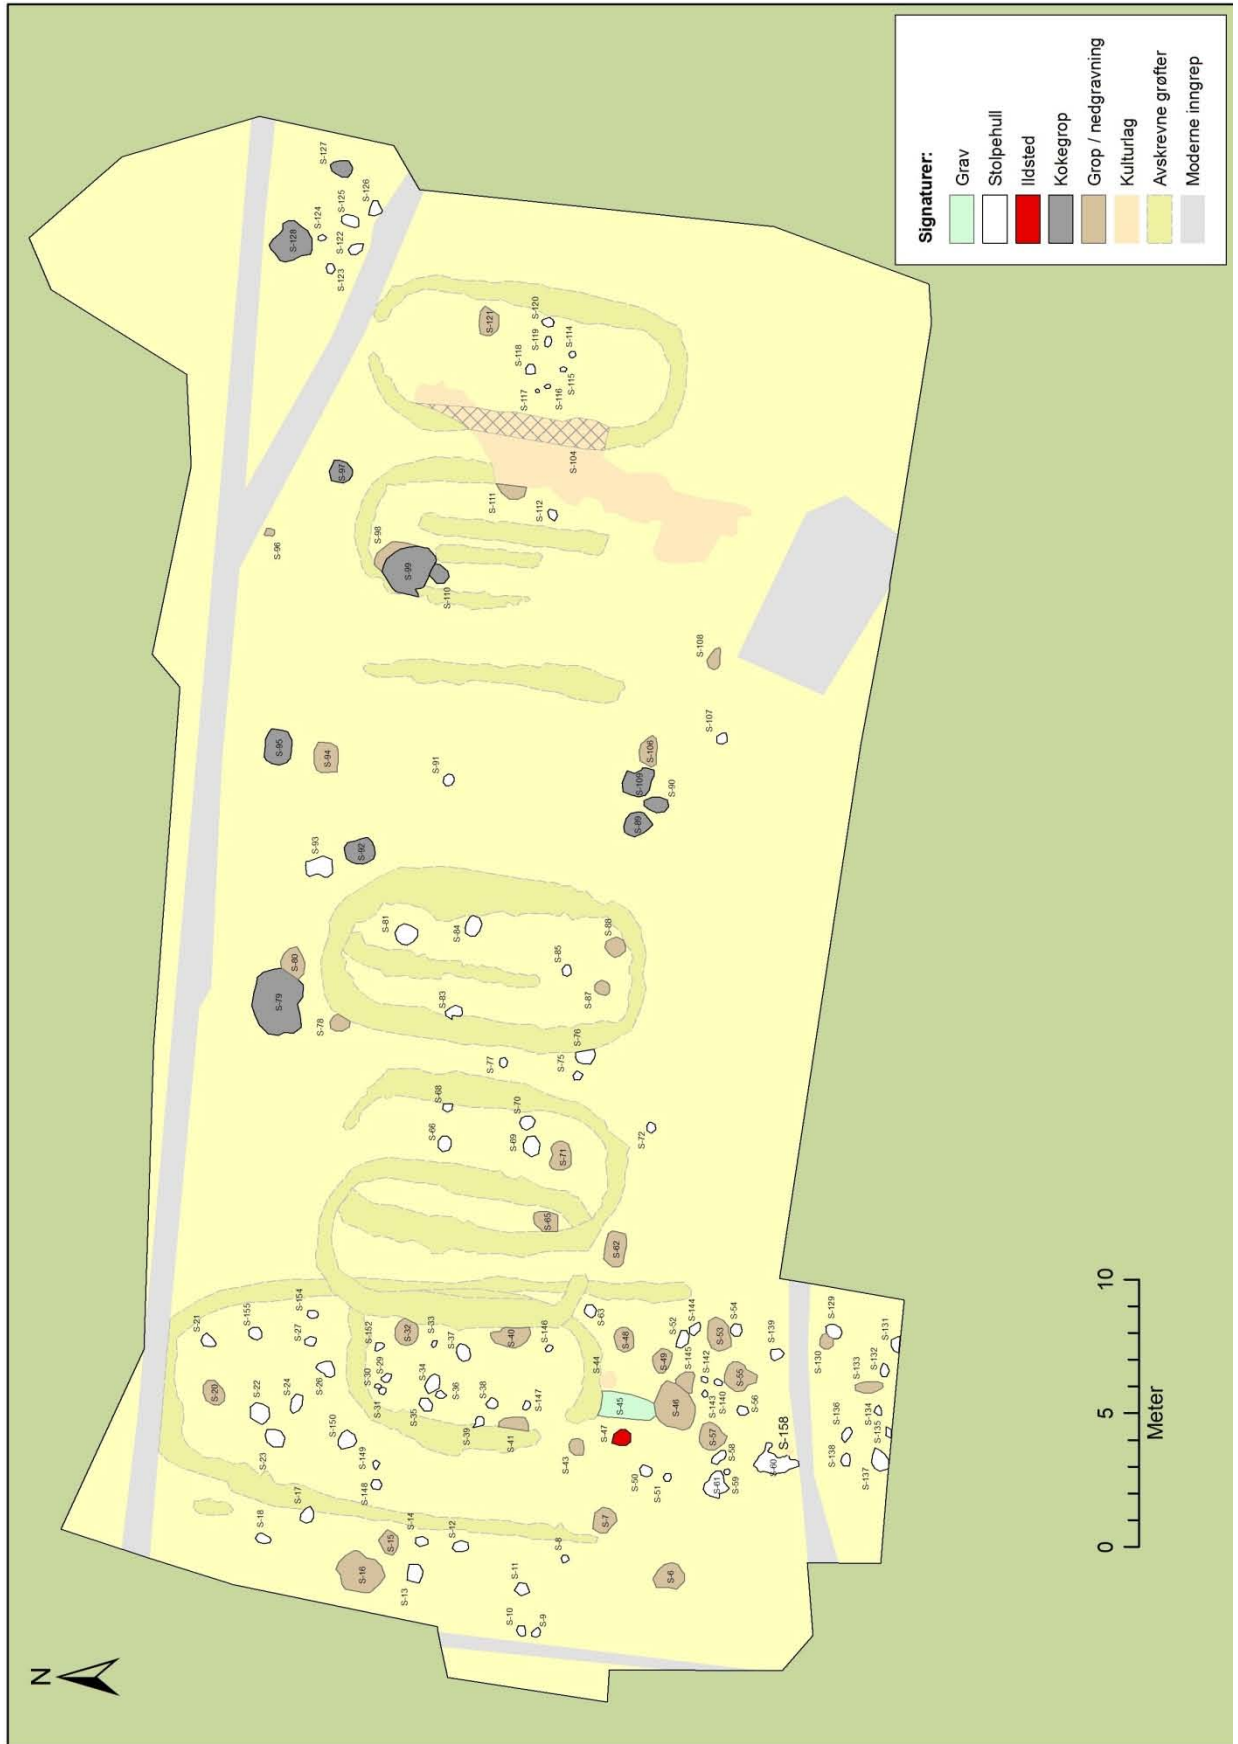 N
S-10
S-9
S-11
S-13
S-16
S-15
S-14
S-12
S-8
S-6
S-7
S-18
S-17
S-148
S-149
S-150
S-23
S-22
S-24
S-26
S-20
S-21
S-155
S-27
S-154
S-31
S-30
S-29
S-152
S-32
S-33
S-34
S-35
S-36
S-37
S-38
S-39
S-40
S-41
S-146
S-147
S-43
S-44
S-45
S-46
S-47
S-48
S-49
S-50
S-51
S-52
S-53
S-54
S-55
S-56
S-57
S-58
S-59
S-60
S-61
S-158
S-63
S-144
S-145
S-142
S-143
S-140
S-139
S-129
S-130
S-131
S-132
S-133
S-134
S-135
S-136
S-137
S-138
S-62
S-65
S-66
S-68
S-69
S-70
S-71
S-72
S-75
S-76
S-77
S-78
S-79
S-80
S-81
S-83
S-84
S-85
S-87
S-88
S-89
S-90
S-109
S-106
S-107
S-108
S-91
S-92
S-93
S-94
S-95
S-96
S-97
S-98
S-99
S-110
S-111
S-112
S-104
S-117
S-116
S-115
S-114
S-118
S-119
S-120
S-121
S-123
S-122
S-124
S-125
S-126
S-127
S-128
0 5 10
Meter
Signaturer:
Grav
Stolpehull
Ildsted
Kokegrop
Grop / nedgravning
Kulturlag
Avskrevne grøfter
Moderne inngrep